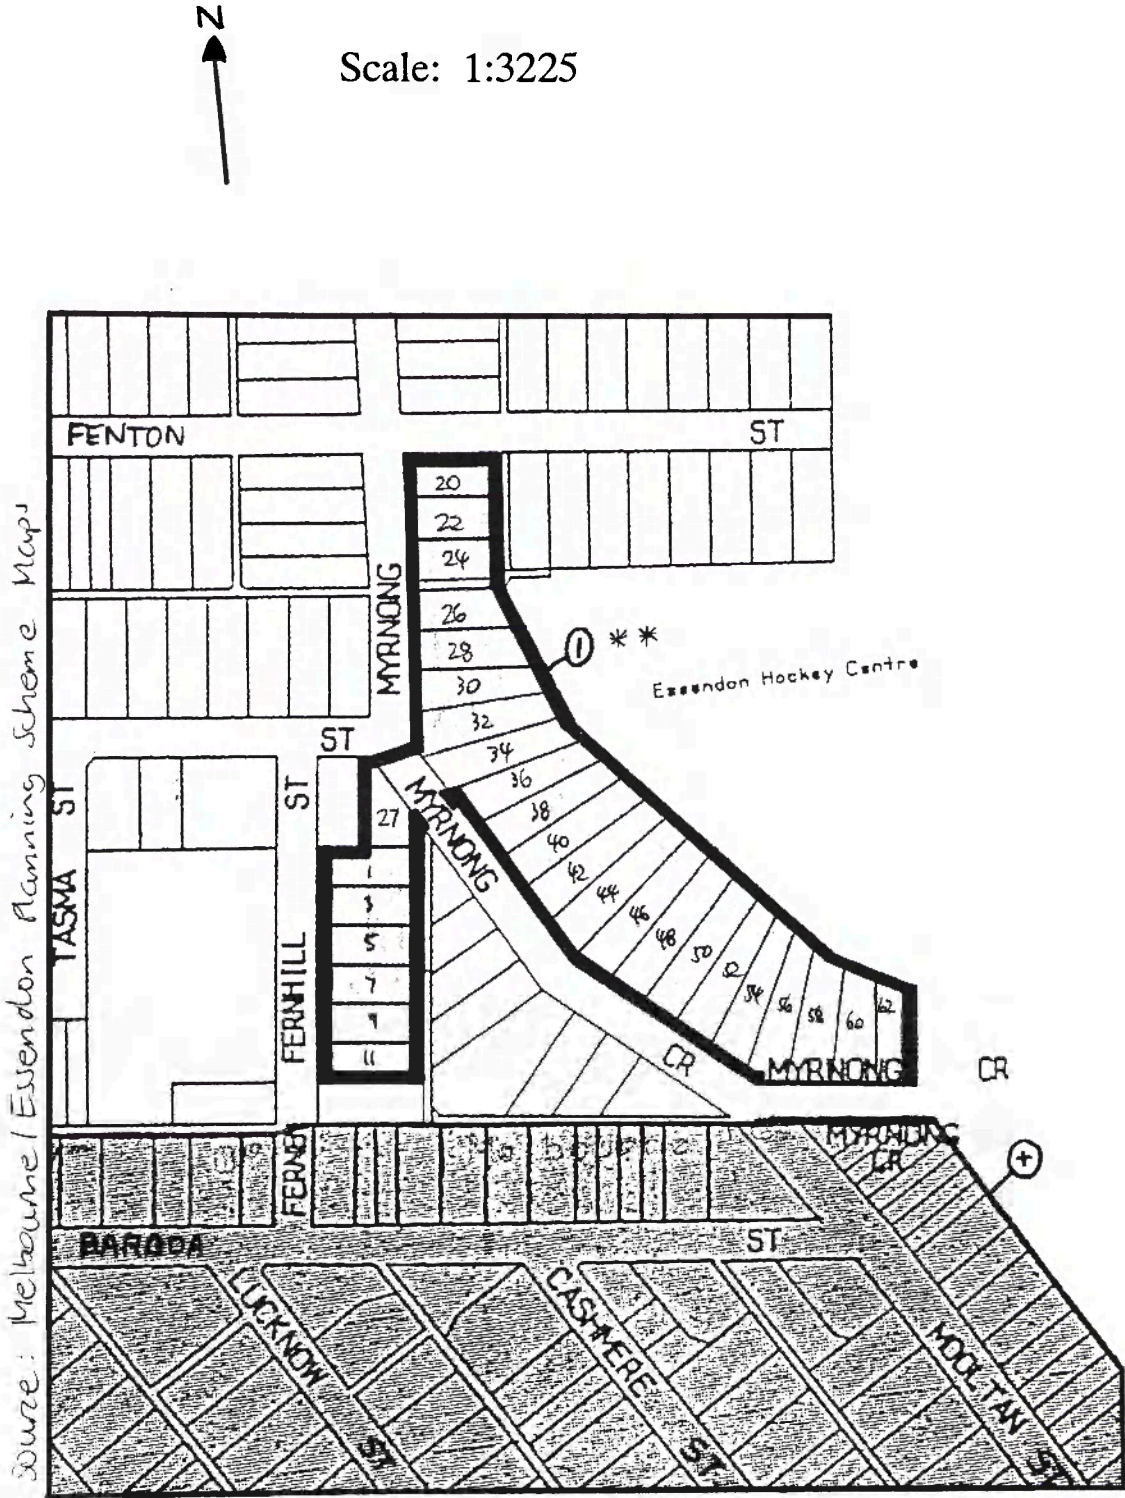 N
Scale: 1:3225
FENTON ST
20
22
24
MYRNONG
26
28
① * *
30
Essendon Hockey Centre
32
ST
34
36
ST
ST
MYRNONG
27
38
40
42
44
46
48
50
52
54
56
58
60
62
TASMA
1
3
5
7
9
11
FERNHILL
CR
MYRNONG
CR
MYRNONG
CR
+
BARODA ST
LUCKNOW
ST
CASHMERE
ST
MOOLTAN
ST
Source: Melbourne / Essendon Planning Scheme Maps